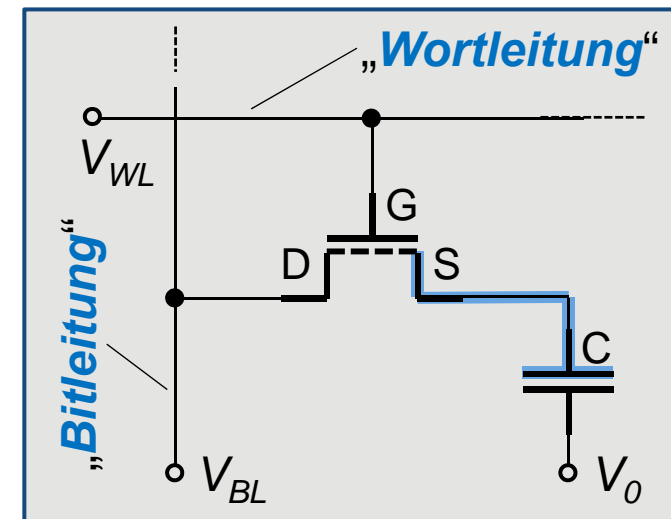 „Wortleitung“
V_WL
G
D
S
C
„Bitleitung“
V_BL
V_0